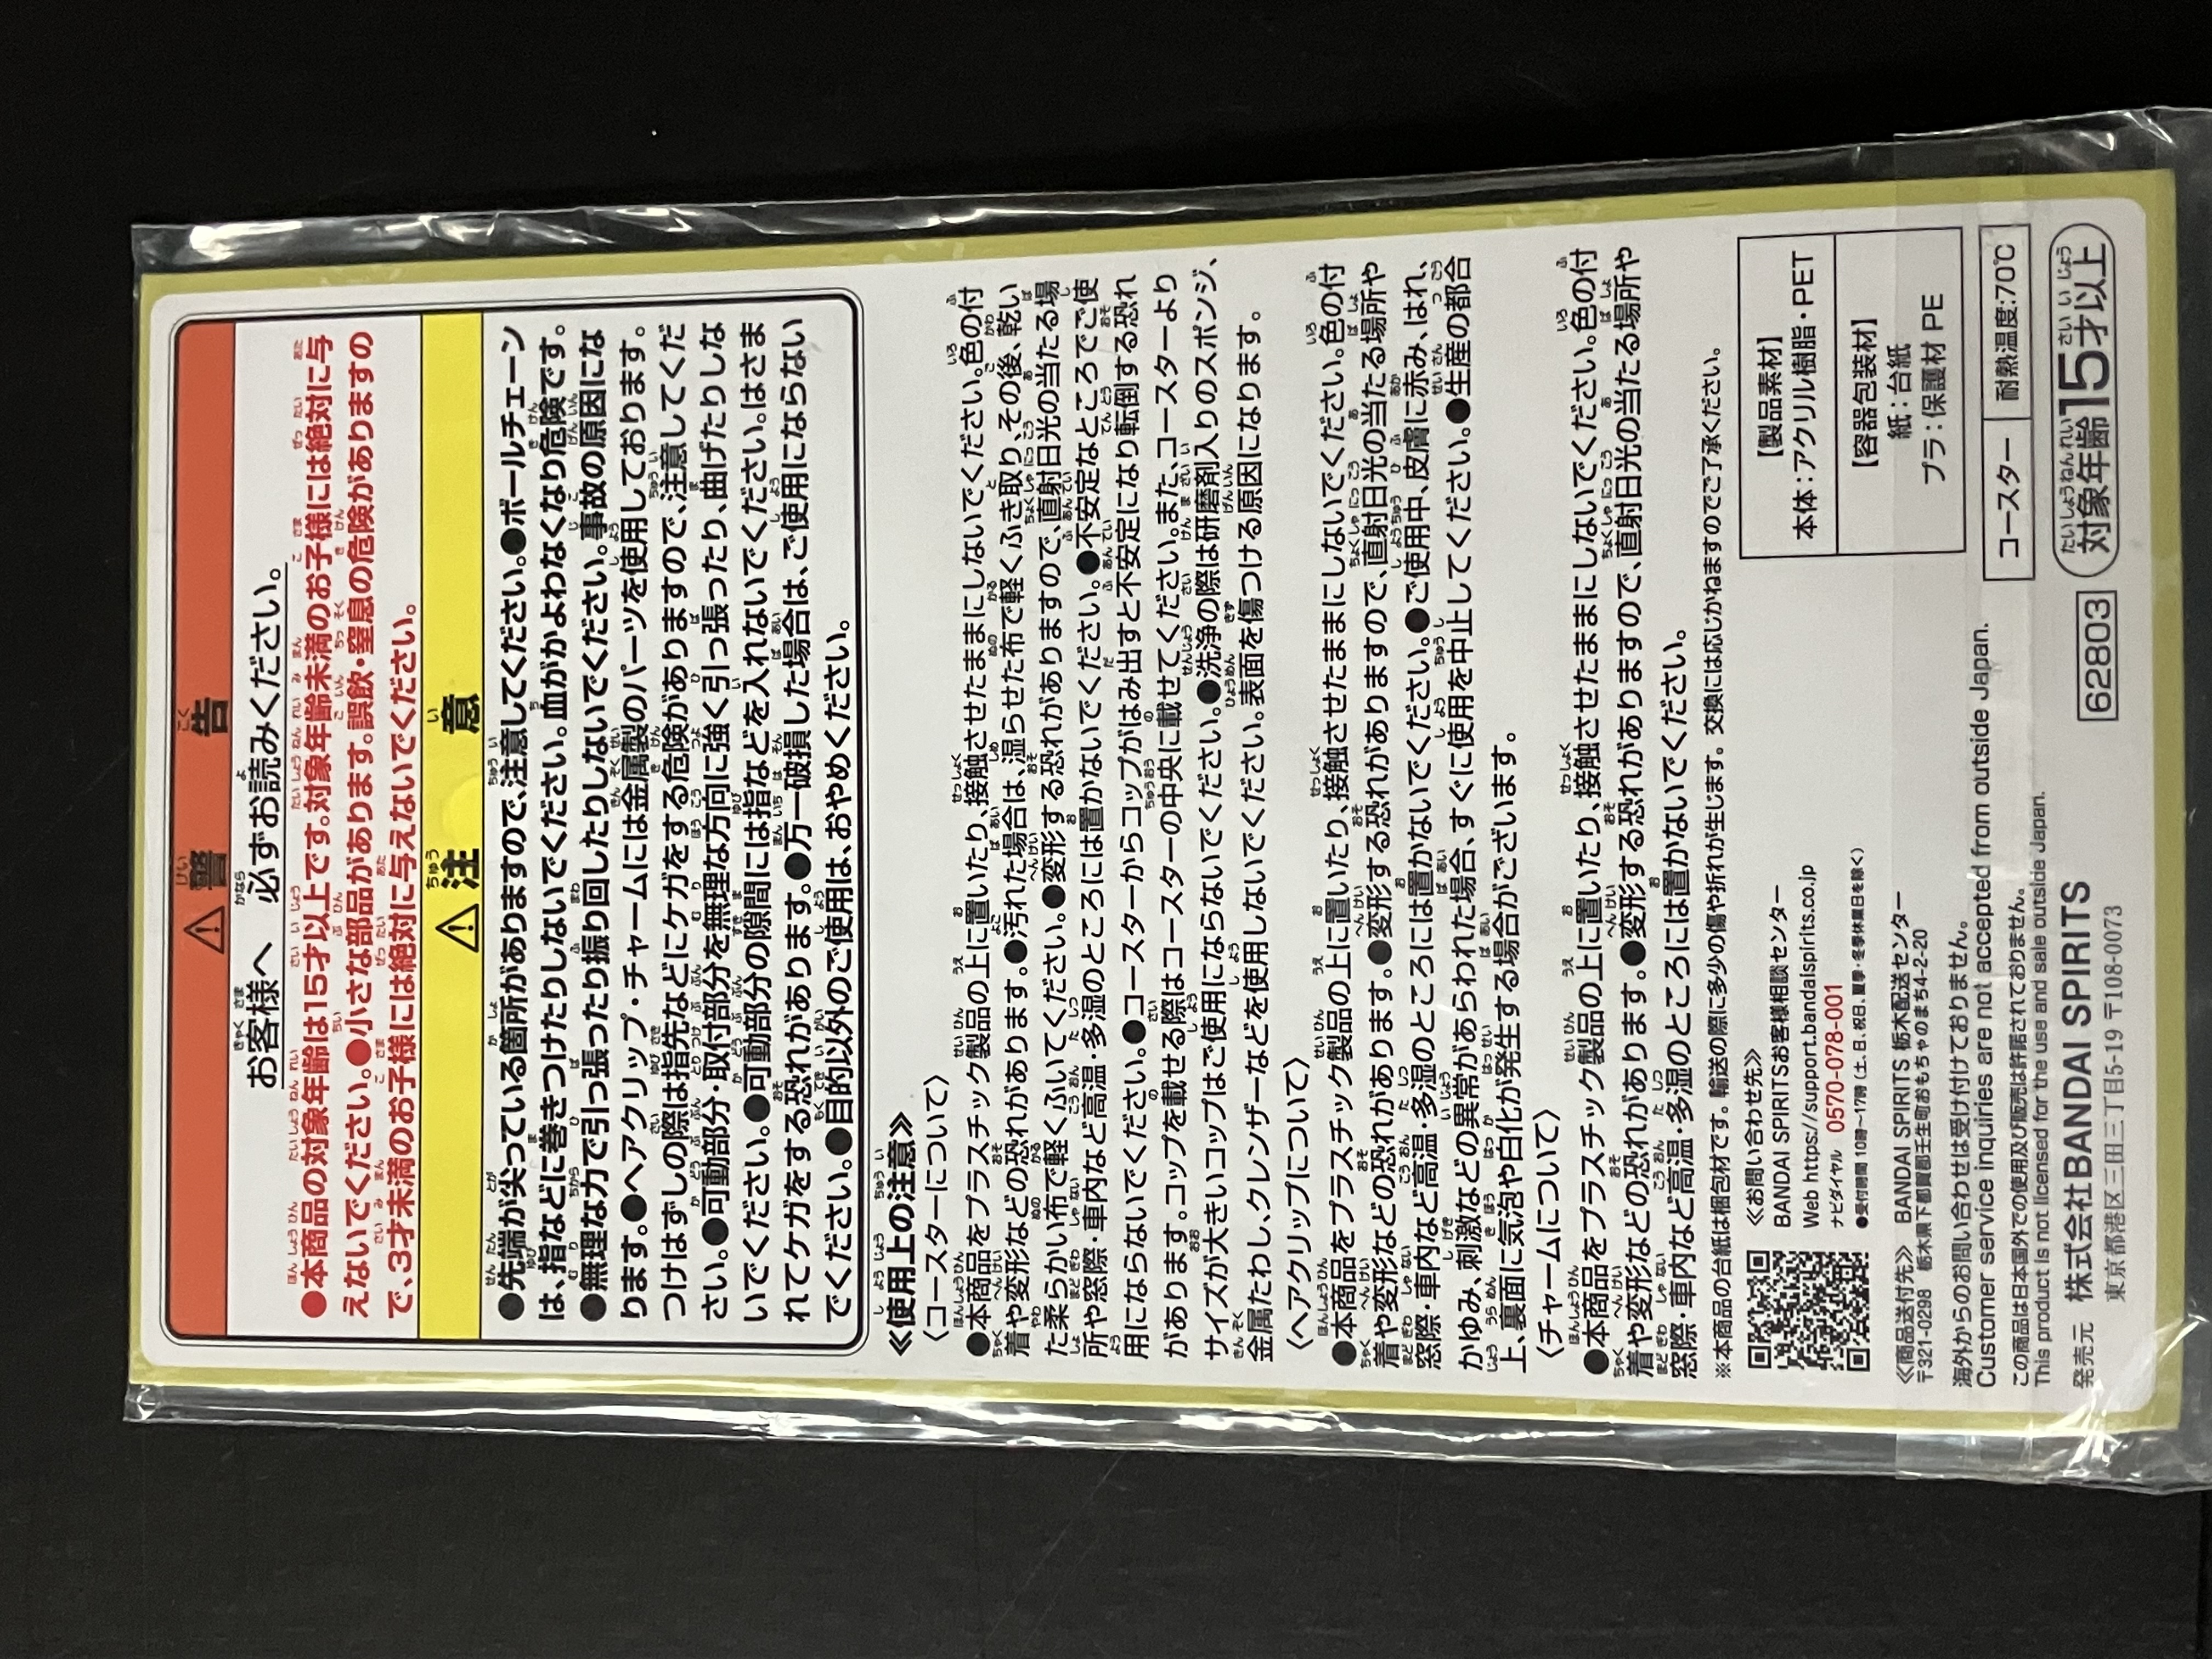 ⚠警告
お客様へ 必ずお読みください。
●本商品の対象年齢は15才以上です。対象年齢未満のお子様には絶対に与
えないでください。●小さな部品があります。誤飲・窒息の危険がありますの
で、3才未満のお子様には絶対に与えないでください。
⚠注意
●先端が尖っている箇所がありますので、注意してください。●ボールチェーン
は、指などに巻きつけたりしないでください。血がかよわなくなり危険です。
●無理な力で引っ張ったり振り回したりしないでください。事故の原因にな
ります。●ヘアクリップ・チャームには金属製のパーツを使用しております。
つけはずしの際は指先などにケガをする危険がありますので、注意してくだ
さい。●可動部分・取付部分を無理な方向に強く引っ張ったり、曲げたりしな
いでください。●可動部分の隙間には指などを入れないでください。はさま
れてケガをする恐れがあります。●万一破損した場合は、ご使用にならない
でください。●目的以外のご使用は、おやめください。
≪使用上の注意≫
〈コースターについて〉
●本商品をプラスチック製品の上に置いたり、接触させたままにしないでください。色の付
着や変形などの恐れがあります。●汚れた場合は、湿らせた布で軽くふき取り、その後、乾い
た柔らかい布で軽くふいてください。●変形する恐れがありますので、直射日光の当たる場
所や窓際・車内など高温・多湿のところには置かないでください。●不安定なところでご使
用にならないでください。●コースターからコップがはみ出すと不安定になり転倒する恐れ
があります。コップを載せる際はコースターの中央に載せてください。また、コースターより
サイズが大きいコップはご使用にならないでください。●洗浄の際は研磨剤入りのスポンジ、
金属たわし、クレンザーなどを使用しないでください。表面を傷つける原因になります。
〈ヘアクリップについて〉
●本商品をプラスチック製品の上に置いたり、接触させたままにしないでください。色の付
着や変形などの恐れがあります。●変形する恐れがありますので、直射日光の当たる場所や
窓際・車内など高温・多湿のところには置かないでください。●ご使用中、皮膚に赤み、はれ、
かゆみ、刺激などの異常があらわれた場合、すぐに使用を中止してください。●生産の都合
上、裏面に気泡や白化が発生する場合がございます。
〈チャームについて〉
●本商品をプラスチック製品の上に置いたり、接触させたままにしないでください。色の付
着や変形などの恐れがあります。●変形する恐れがありますので、直射日光の当たる場所や
窓際・車内など高温・多湿のところには置かないでください。
※本商品の台紙は梱包材です。輸送の際に多少の傷や折れが生じます。交換には応じかねますのでご了承ください。
≪お問い合わせ先≫
BANDAI SPIRITSお客様相談センター
Web https://support.bandaispirits.co.jp
ナビダイヤル 0570-078-001
●受付時間 10時〜17時（土、日、祝日、夏季・冬季休業日を除く）
≪商品送付先≫ BANDAI SPIRITS 栃木配送センター
〒321-0298 栃木県下都賀郡壬生町おもちゃのまち4-2-20
海外からのお問い合わせは受け付けておりません。
Customer service inquiries are not accepted from outside Japan.
この商品は日本国外での使用及び販売は許諾されておりません。
This product is not licensed for the use and sale outside Japan.
発売元 株式会社BANDAI SPIRITS
東京都港区三田三丁目5-19 〒108-0073
【製品素材】
本体：アクリル樹脂・PET
【容器包装材】
紙：台紙
プラ：保護材 PE
コースター 耐熱温度:70℃
62803
対象年齢15才以上